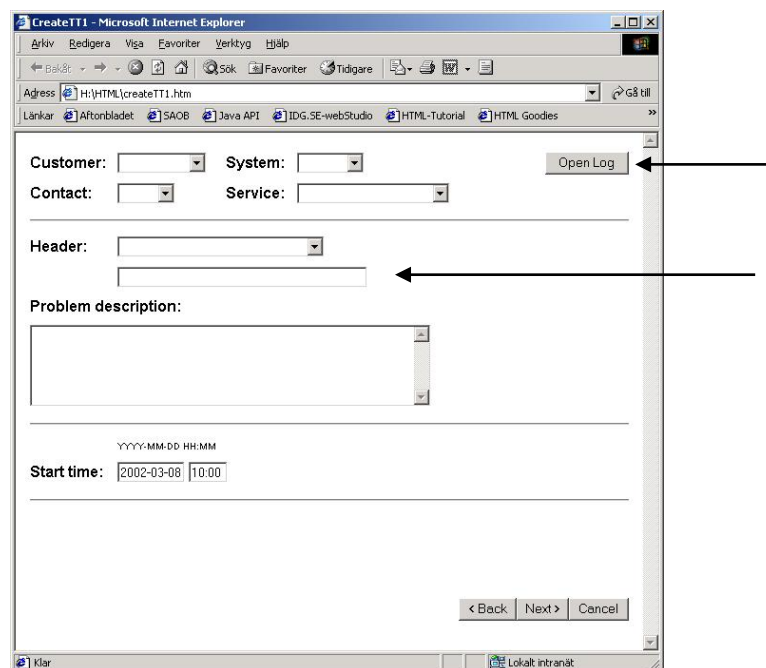 CreateTT1 - Microsoft Internet Explorer
Arkiv Redigera Visa Favoriter Verktyg Hjälp
Bakåt Sök Favoriter Tidigare
Adress H:\HTML\createTT1.htm Gå till
Länkar Aftonbladet SAOB Java API IDG.SE-webStudio HTML-Tutorial HTML Goodies »
Customer: System: Open Log
Contact: Service:
Header:
Problem description:
YYYY-MM-DD HH:MM
Start time: 2002-03-08 10:00
< Back Next > Cancel
Klar Lokalt intranät